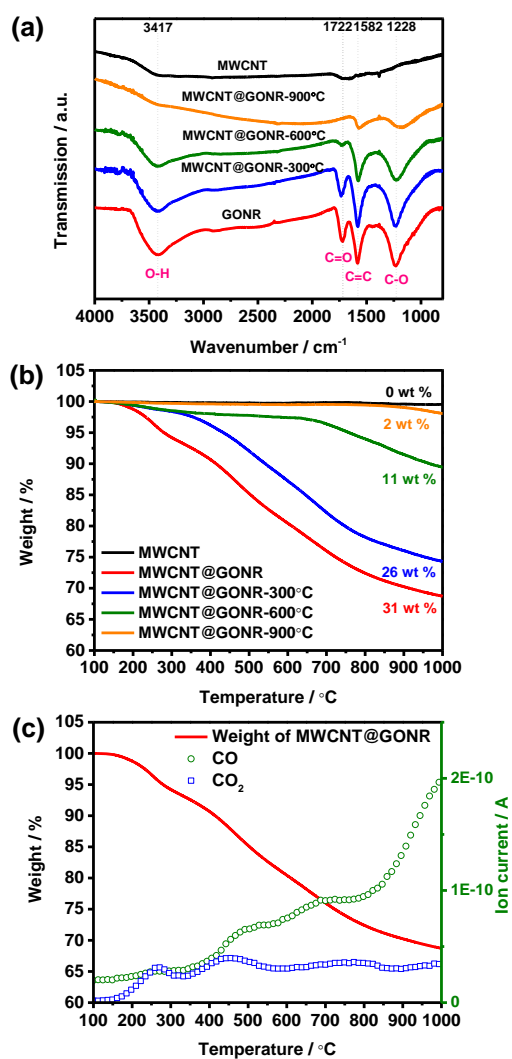 (a)
3417 1722 1582 1228
MWCNT
MWCNT@GONR-900°C
MWCNT@GONR-600°C
MWCNT@GONR-300°C
GONR
O-H
C=O
C=C
C-O
Transmission / a.u.
4000 3500 3000 2500 2000 1500 1000
Wavenumber / cm⁻¹
(b)
105
100
95
90
85
80
75
70
65
60
Weight / %
0 wt %
2 wt %
11 wt %
26 wt %
31 wt %
MWCNT
MWCNT@GONR
MWCNT@GONR-300°C
MWCNT@GONR-600°C
MWCNT@GONR-900°C
100 200 300 400 500 600 700 800 900 1000
Temperature / °C
(c)
105
100
95
90
85
80
75
70
65
60
Weight / %
Weight of MWCNT@GONR
CO
CO₂
2E-10
1E-10
0
Ion current / A
100 200 300 400 500 600 700 800 900 1000
Temperature / °C